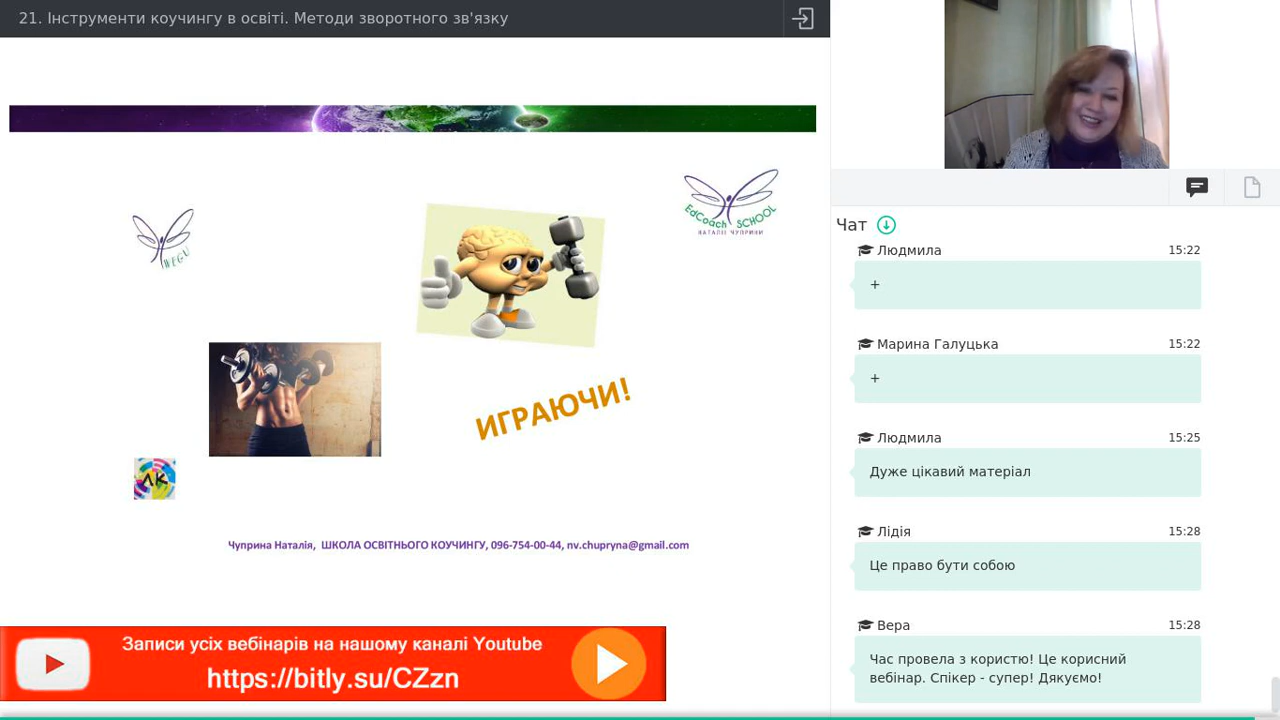 21. Інструменти коучингу в освіті. Методи зворотного зв'язку
WEGU
EdCoach SCHOOL
НАТАЛІЇ ЧУПРИНИ
ИГРАЮЧИ!
ЛК
Чуприна Наталія, ШКОЛА ОСВІТНЬОГО КОУЧИНГУ, 096-754-00-44, nv.chupryna@gmail.com
Записи усіх вебінарів на нашому каналі Youtube
https://bitly.su/CZzn
Чат
Людмила 15:22
+
Марина Галуцька 15:22
+
Людмила 15:25
Дуже цікавий матеріал
Лідія 15:28
Це право бути собою
Вера 15:28
Час провела з користю! Це корисний
вебінар. Спікер - супер! Дякуємо!